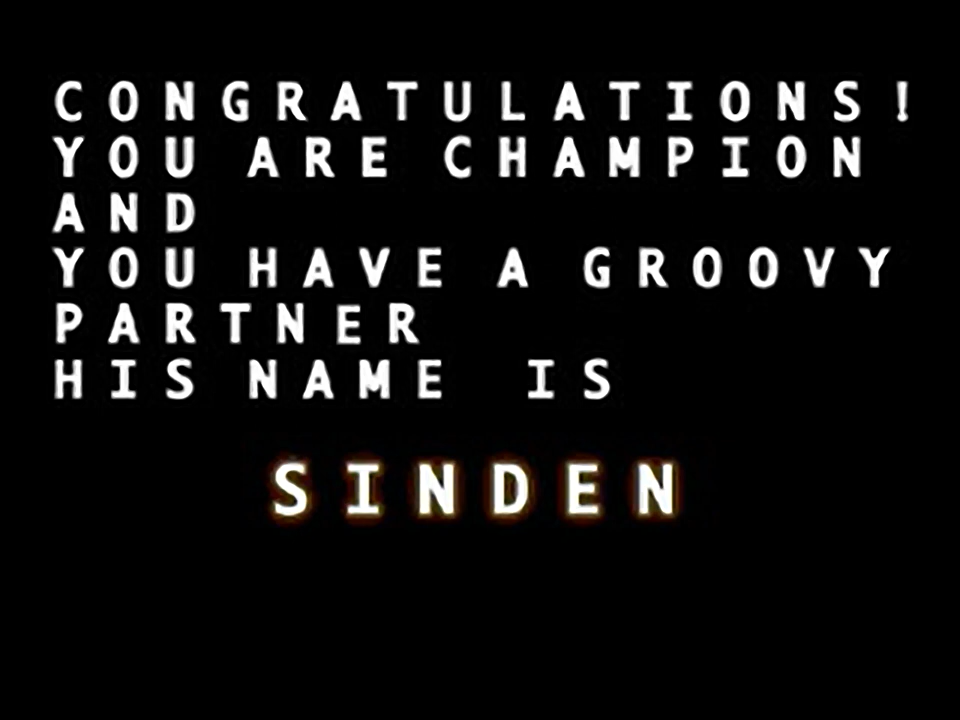 CONGRATULATIONS!
YOU ARE CHAMPION
AND
YOU HAVE A GROOVY
PARTNER
HIS NAME IS
SINDEN